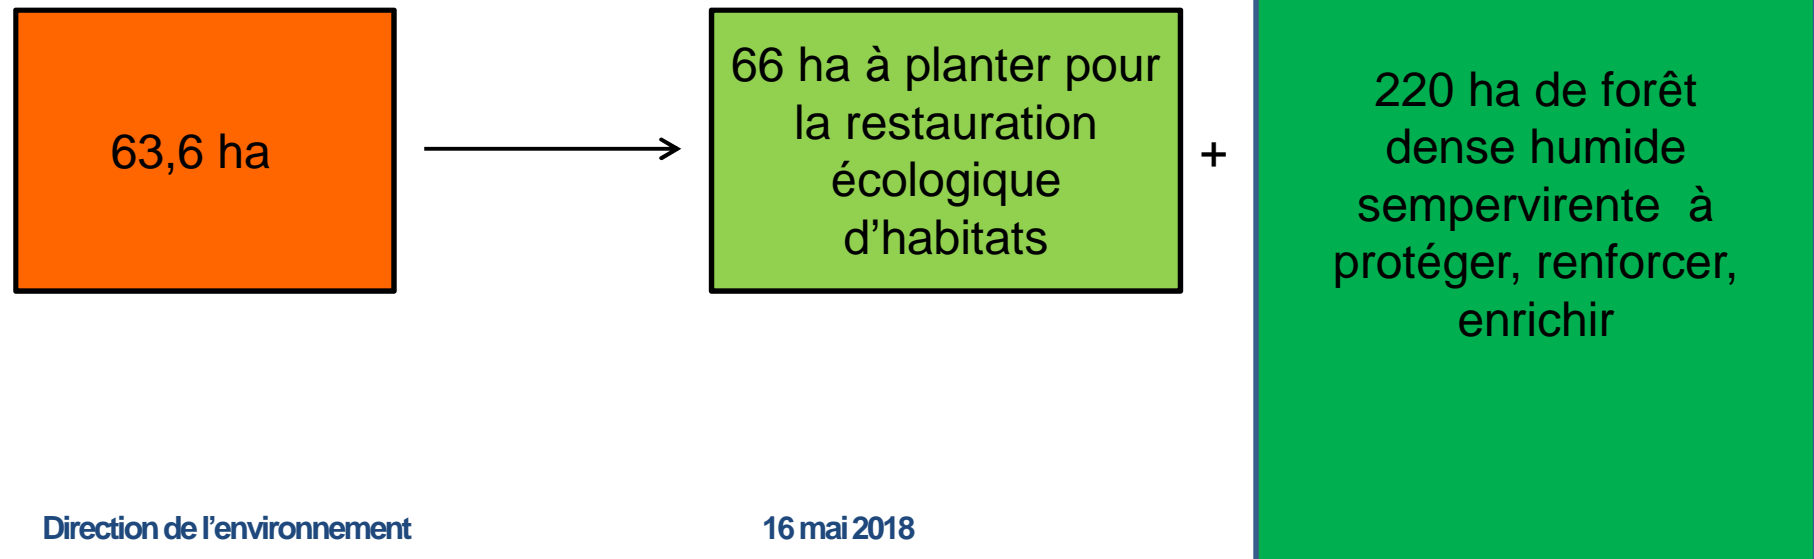 63,6 ha
66 ha à planter pour
la restauration
écologique
d’habitats
+
220 ha de forêt
dense humide
sempervirente à
protéger, renforcer,
enrichir
Direction de l’environnement
16 mai 2018